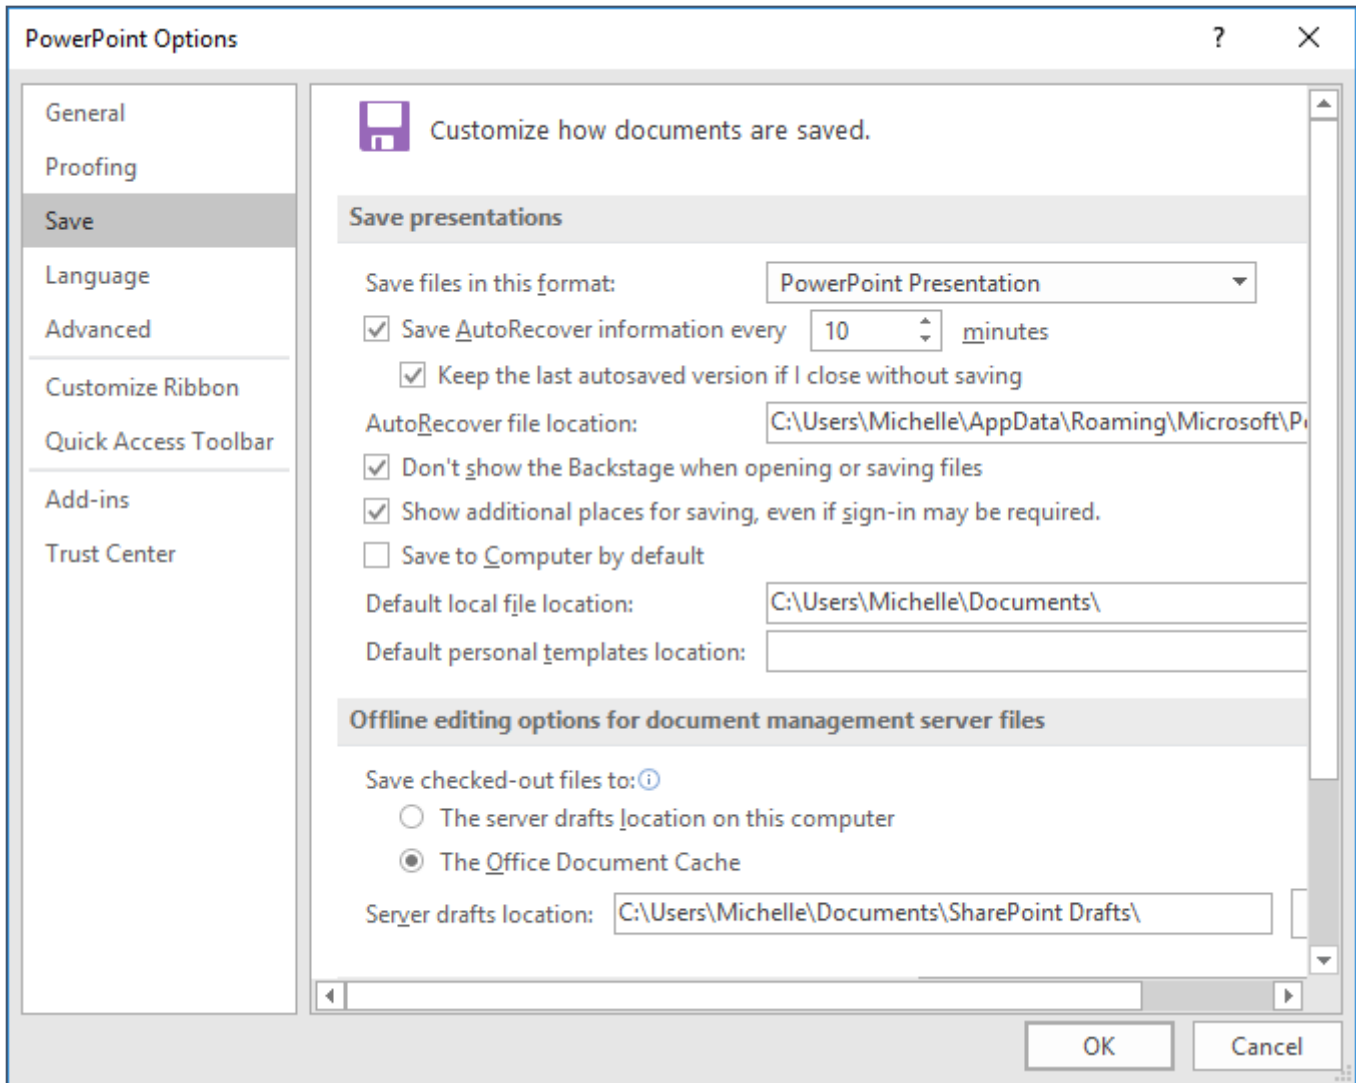 PowerPoint Options ?
General
Proofing
Save
Language
Advanced
Customize Ribbon
Quick Access Toolbar
Add-ins
Trust Center
Customize how documents are saved.
Save presentations
Save files in this format: PowerPoint Presentation
Save AutoRecover information every 10 minutes
Keep the last autosaved version if I close without saving
AutoRecover file location: C:\Users\Michelle\AppData\Roaming\Microsoft\
Don't show the Backstage when opening or saving files
Show additional places for saving, even if sign-in may be required.
Save to Computer by default
Default local file location: C:\Users\Michelle\Documents\
Default personal templates location:
Offline editing options for document management server files
Save checked-out files to:
The server drafts location on this computer
The Office Document Cache
Server drafts location: C:\Users\Michelle\Documents\SharePoint Drafts\
OK Cancel